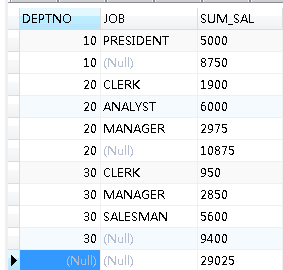 DEPTNO JOB SUM_SAL
10 PRESIDENT 5000
10 (Null) 8750
20 CLERK 1900
20 ANALYST 6000
20 MANAGER 2975
20 (Null) 10875
30 CLERK 950
30 MANAGER 2850
30 SALESMAN 5600
30 (Null) 9400
(Null) (Null) 29025